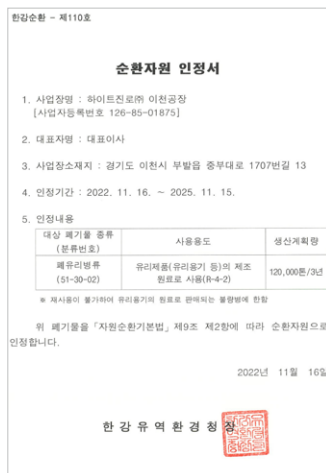 한강순환 - 제110호
순환자원 인정서
1. 사업장명 : 하이트진로㈜ 이천공장
[사업자등록번호 126-85-01875]
2. 대표자명 : 대표이사
3. 사업장소재지 : 경기도 이천시 부발읍 중부대로 1707번길 13
4. 인정기간 : 2022. 11. 16. ~ 2025. 11. 15.
5. 인정내용
대상 폐기물 종류
(분류번호)
사용용도
생산계획량
폐유리병류
(51-30-02)
유리제품(유리용기 등)의 제조
원료로 사용(R-4-2)
120,000톤/3년
※ 재사용이 불가하여 유리용기의 원료로 판매되는 불량병에 한함
위 폐기물을「자원순환기본법」제9조 제2항에 따라 순환자원으로
인정합니다.
2022년 11월 16일
한강유역환경청장